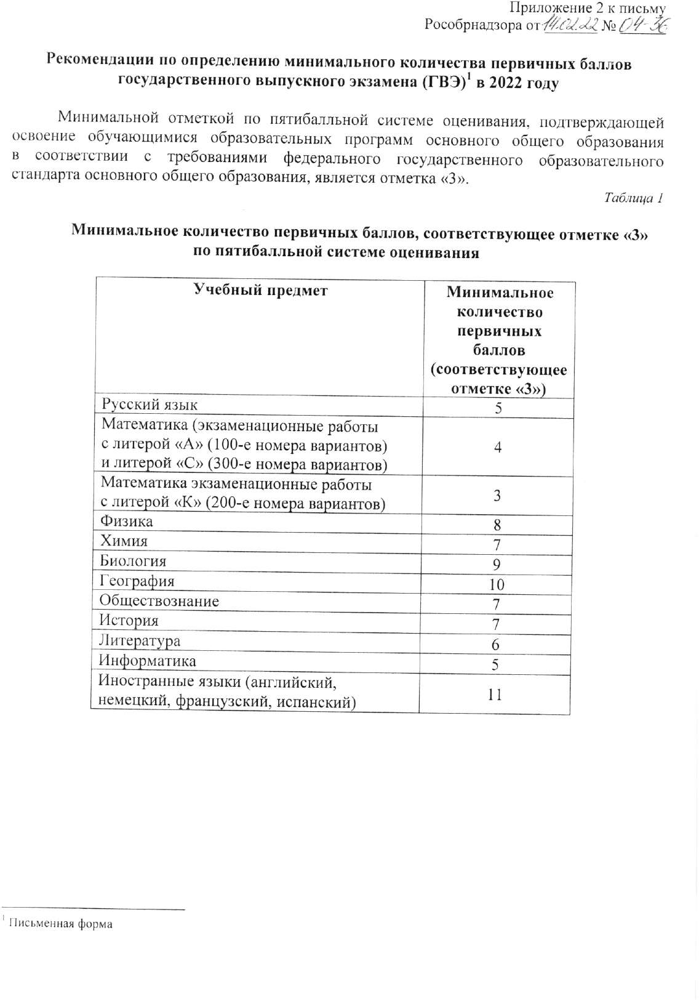 Приложение 2 к письму
Рособрнадзора от 14.02.22 № 04-36
Рекомендации по определению минимального количества первичных баллов
государственного выпускного экзамена (ГВЭ)¹ в 2022 году
Минимальной отметкой по пятибалльной системе оценивания, подтверждающей
освоение обучающимися образовательных программ основного общего образования
в соответствии с требованиями федерального государственного образовательного
стандарта основного общего образования, является отметка «3».
Таблица 1
Минимальное количество первичных баллов, соответствующее отметке «3»
по пятибалльной системе оценивания
Учебный предмет
Минимальное
количество
первичных
баллов
(соответствующее
отметке «3»)
Русский язык 5
Математика (экзаменационные работы
с литерой «А» (100-е номера вариантов)
и литерой «С» (300-е номера вариантов)
4
Математика экзаменационные работы
с литерой «К» (200-е номера вариантов)
3
Физика 8
Химия 7
Биология 9
География 10
Обществознание 7
История 7
Литература 6
Информатика 5
Иностранные языки (английский,
немецкий, французский, испанский)
11
¹ Письменная форма